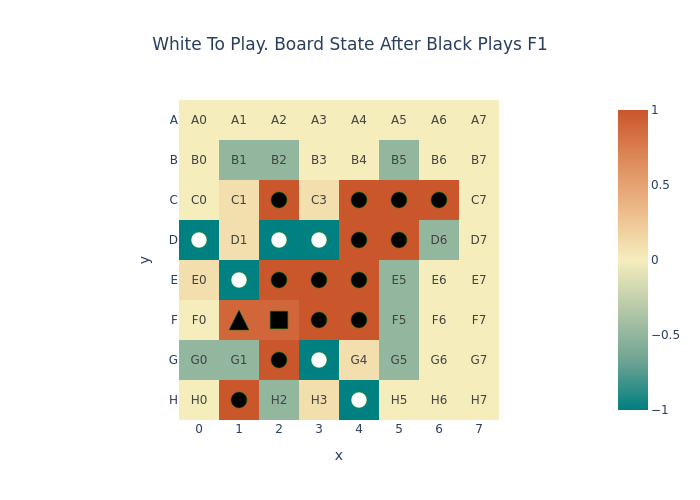 White To Play. Board State After Black Plays F1
A A0 A1 A2 A3 A4 A5 A6 A7
B B0 B1 B2 B3 B4 B5 B6 B7
C C0 C1 C3 C7
D D1 D6 D7
E E0 E5 E6 E7
F F0 F5 F6 F7
G G0 G1 G4 G5 G6 G7
H H0 H2 H3 H5 H6 H7
0 1 2 3 4 5 6 7
x
y
1
0.5
0
−0.5
−1